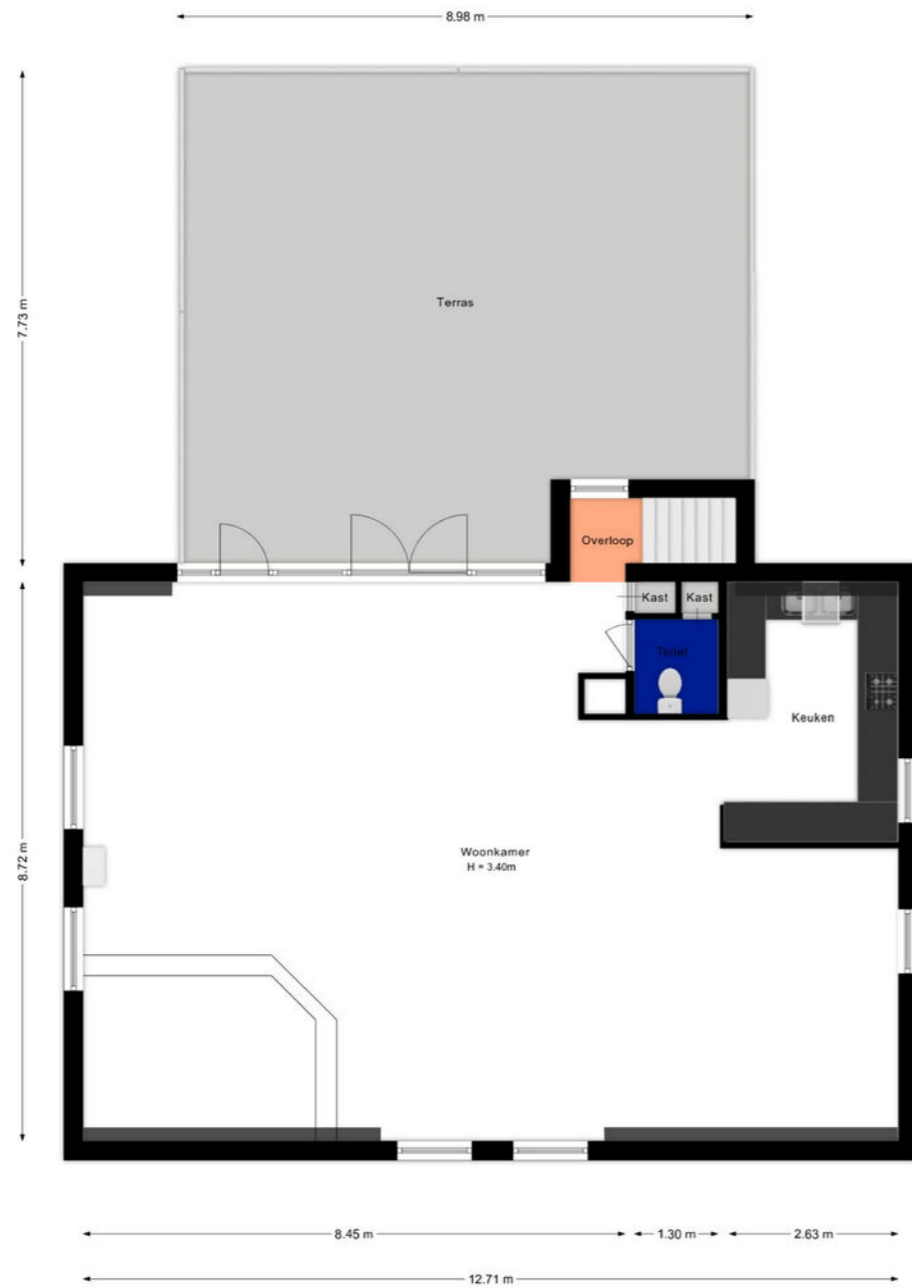 8.98 m
7.73 m
Terras
Overloop
Kast
Kast
Toilet
Keuken
8.72 m
Woonkamer
H = 3.40m
8.45 m
1.30 m
2.63 m
12.71 m